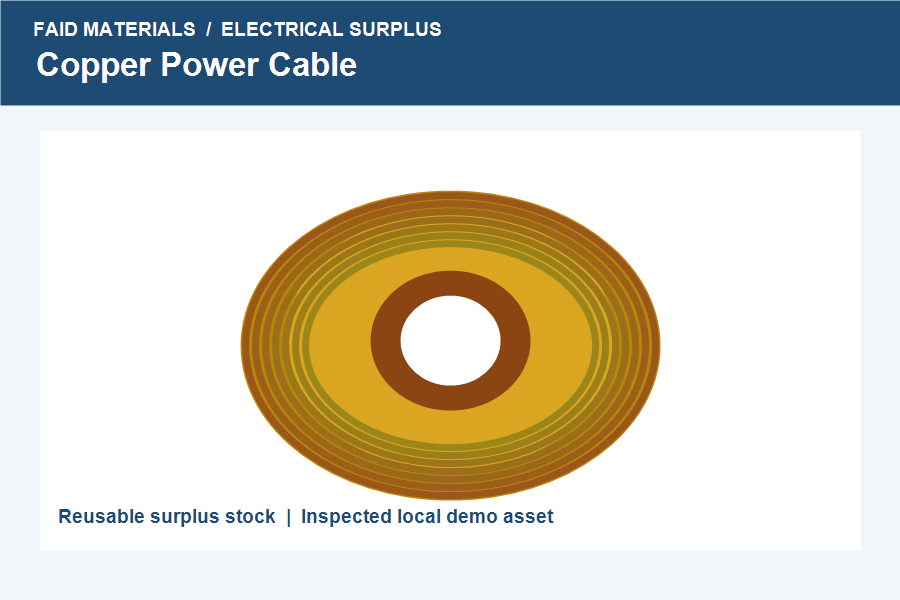 FAID MATERIALS / ELECTRICAL SURPLUS
Copper Power Cable
Reusable surplus stock | Inspected local demo asset